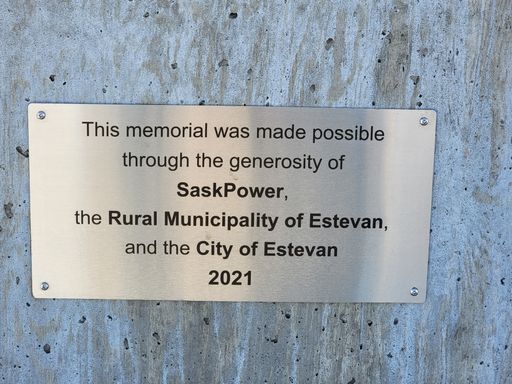 This memorial was made possible
through the generosity of
SaskPower,
the Rural Municipality of Estevan,
and the City of Estevan
2021